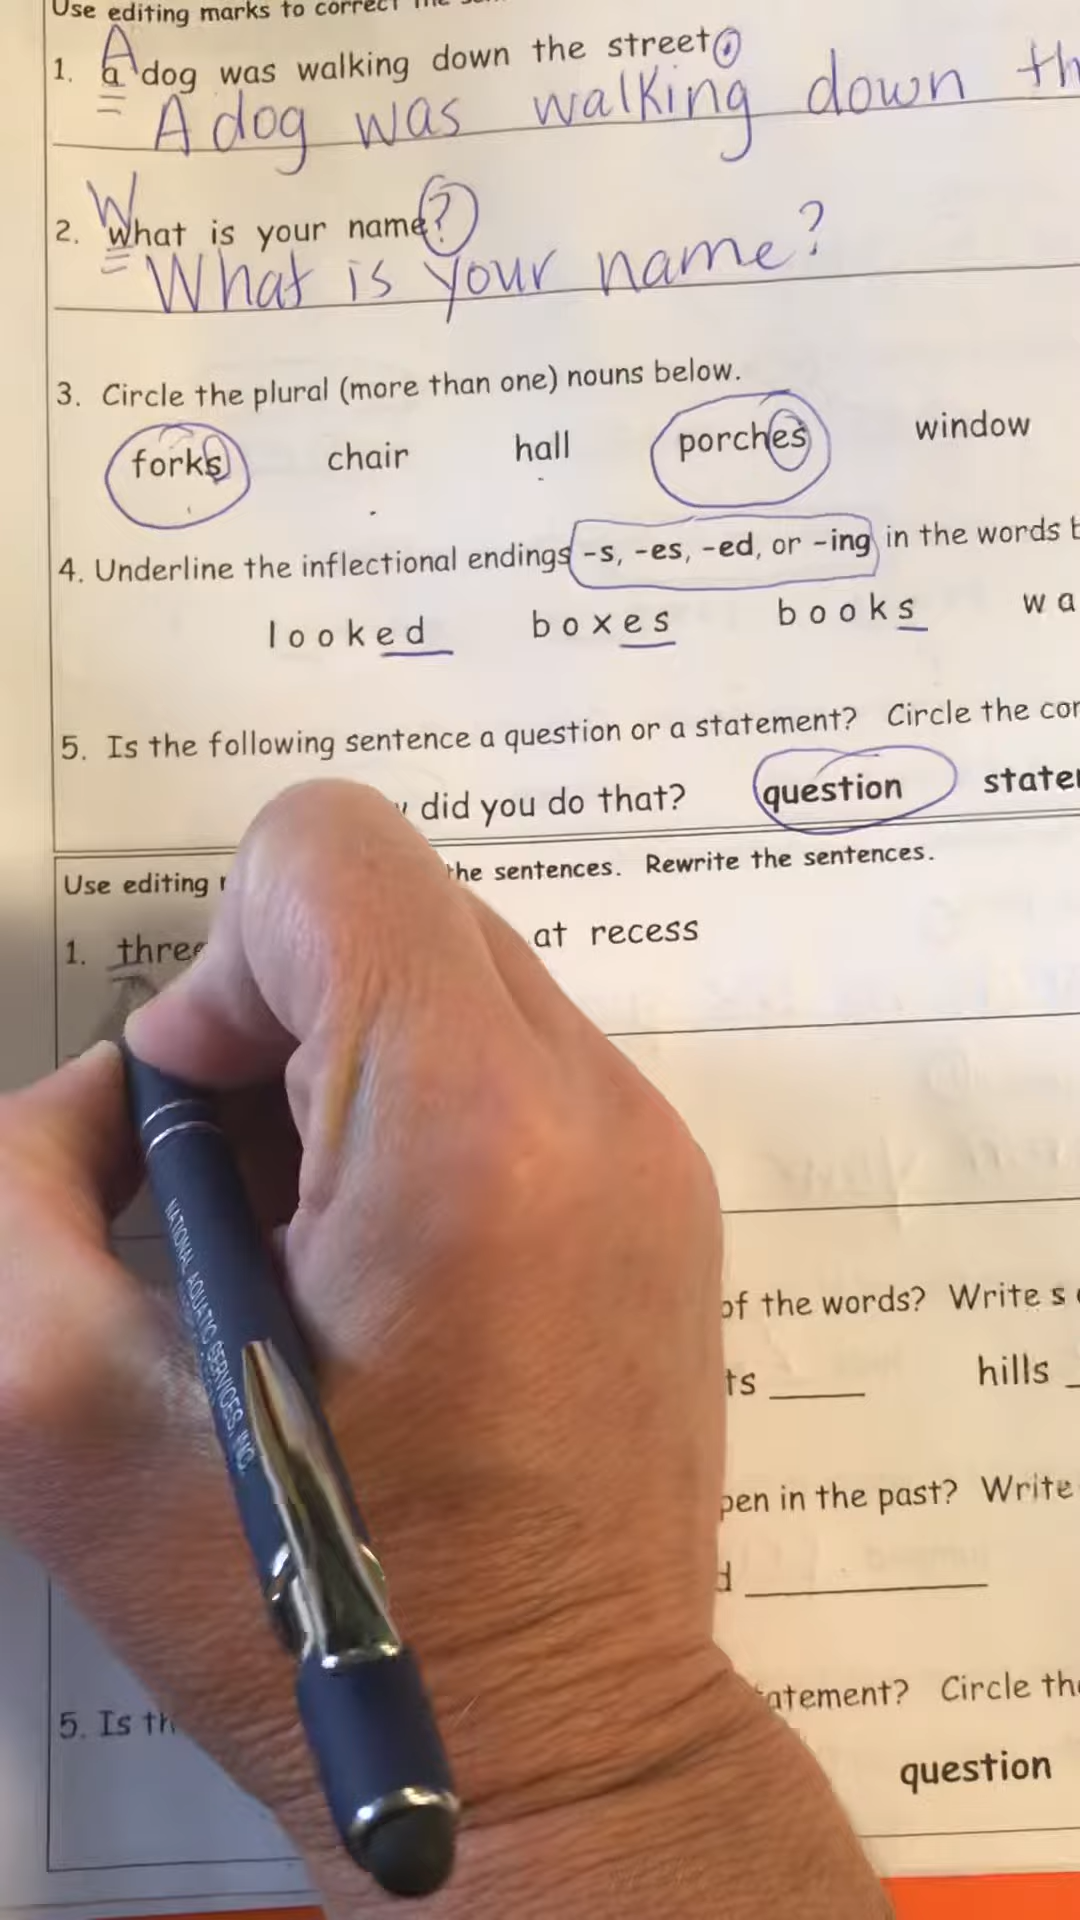 Use editing marks to correct the
A
1. a dog was walking down the street.
A dog was walking down th
W
2. what is your name?
What is your name?
3. Circle the plural (more than one) nouns below.
forks chair hall porches window
4. Underline the inflectional endings -s, -es, -ed, or -ing in the words b
looked boxes books wa
5. Is the following sentence a question or a statement? Circle the cor
did you do that? question state
Use editing the sentences. Rewrite the sentences.
1. three at recess
of the words? Write s
ts ____ hills _
pen in the past? Write
d ____
5. Is th atement? Circle the
question
NATIONAL AQUATIC SERVICES, INC.